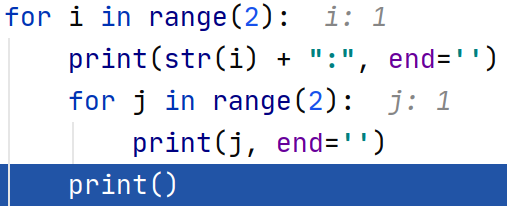 for i in range(2):  i: 1
    print(str(i) + ":", end='')
    for j in range(2):  j: 1
        print(j, end='')
    print()